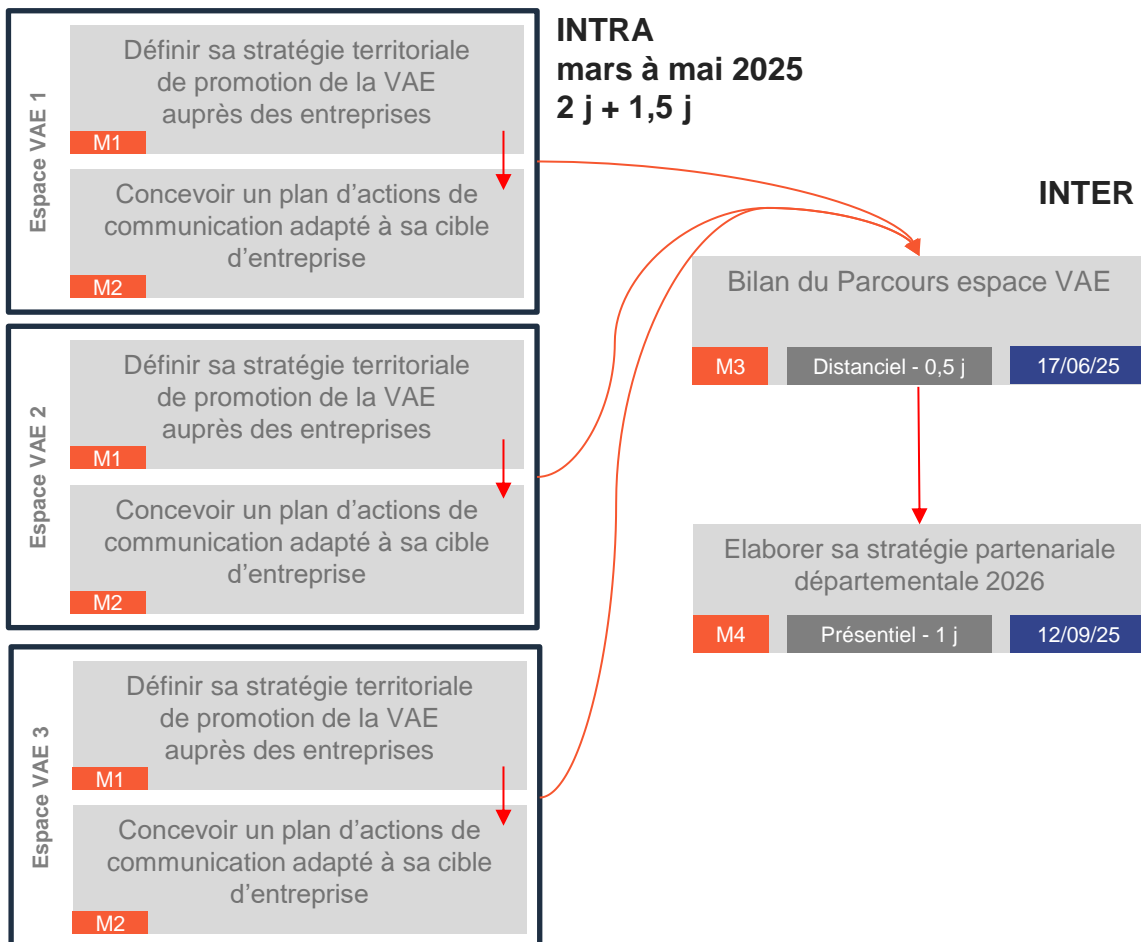 INTRA
mars à mai 2025
2 j + 1,5 j
Espace VAE 1
Définir sa stratégie territoriale
de promotion de la VAE
auprès des entreprises
M1
Concevoir un plan d’actions de
communication adapté à sa cible
d’entreprise
M2
Espace VAE 2
Définir sa stratégie territoriale
de promotion de la VAE
auprès des entreprises
M1
Concevoir un plan d’actions de
communication adapté à sa cible
d’entreprise
M2
Espace VAE 3
Définir sa stratégie territoriale
de promotion de la VAE
auprès des entreprises
M1
Concevoir un plan d’actions de
communication adapté à sa cible
d’entreprise
M2
INTER
Bilan du Parcours espace VAE
M3
Distanciel - 0,5 j
17/06/25
Elaborer sa stratégie partenariale
départementale 2026
M4
Présentiel - 1 j
12/09/25